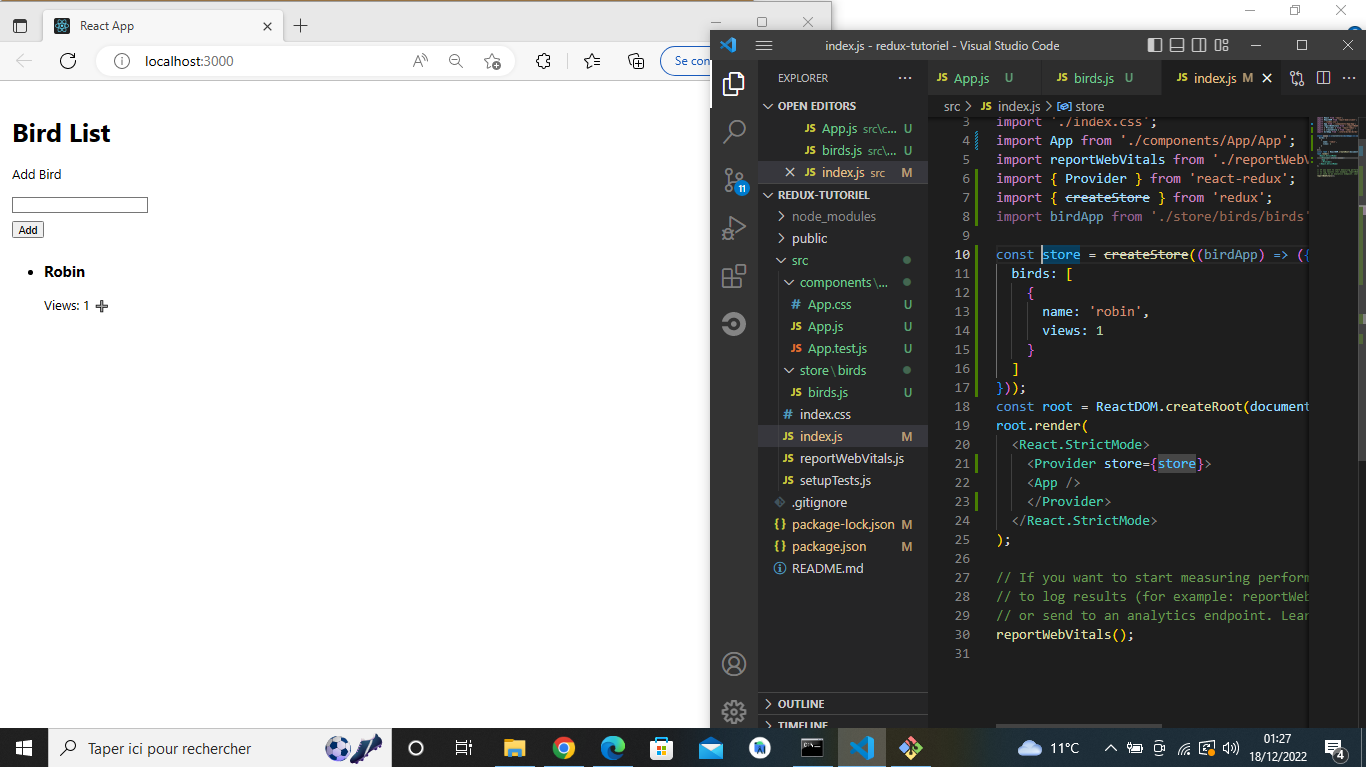 React App
localhost:3000
Se con
Bird List
Add Bird
Add
Robin
Views: 1
index.js - redux-tutoriel - Visual Studio Code
EXPLORER
OPEN EDITORS
App.js src\c... U
birds.js src\... U
index.js src M
REDUX-TUTORIEL
node_modules
public
src
components\...
# App.css U
JS App.js U
JS App.test.js U
store\birds
JS birds.js U
# index.css
JS index.js M
JS reportWebVitals.js
JS setupTests.js
.gitignore
{} package-lock.json M
{} package.json M
README.md
OUTLINE
TIMELINE
11
JS App.js U
JS birds.js U
JS index.js M
src > JS index.js > store
3 import './index.css';
4 import App from './components/App/App';
5 import reportWebVitals from './reportWeb\
6 import { Provider } from 'react-redux';
7 import { createStore } from 'redux';
8 import birdApp from './store/birds/birds'
9
10 const store = createStore((birdApp) => ({
11 birds: [
12 {
13 name: 'robin',
14 views: 1
15 }
16 ]
17 }));
18 const root = ReactDOM.createRoot(document
19 root.render(
20 <React.StrictMode>
21 <Provider store={store}>
22 <App />
23 </Provider>
24 </React.StrictMode>
25 );
26
27 // If you want to start measuring perform
28 // to log results (for example: reportWeb
29 // or send to an analytics endpoint. Lear
30 reportWebVitals();
31
Taper ici pour rechercher
11°C
01:27
18/12/2022
4